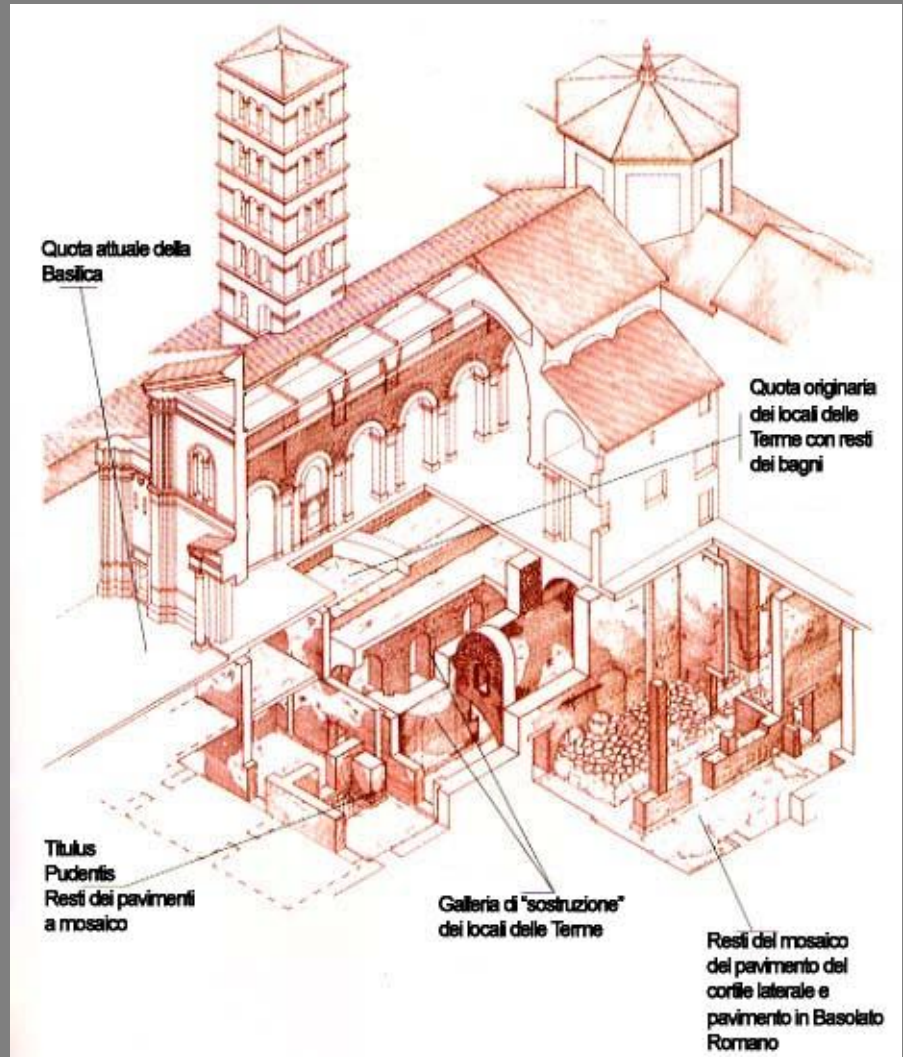 Quota attuale della
Basilica
Quota originaria
dei locali delle
Terme con resti
dei bagni
Titulus
Pudentis
Resti dei pavimenti
a mosaico
Galleria di "sostruzione"
dei locali delle Terme
Resti del mosaico
del pavimento del
cortile laterale e
pavimento in Basolato
Romano